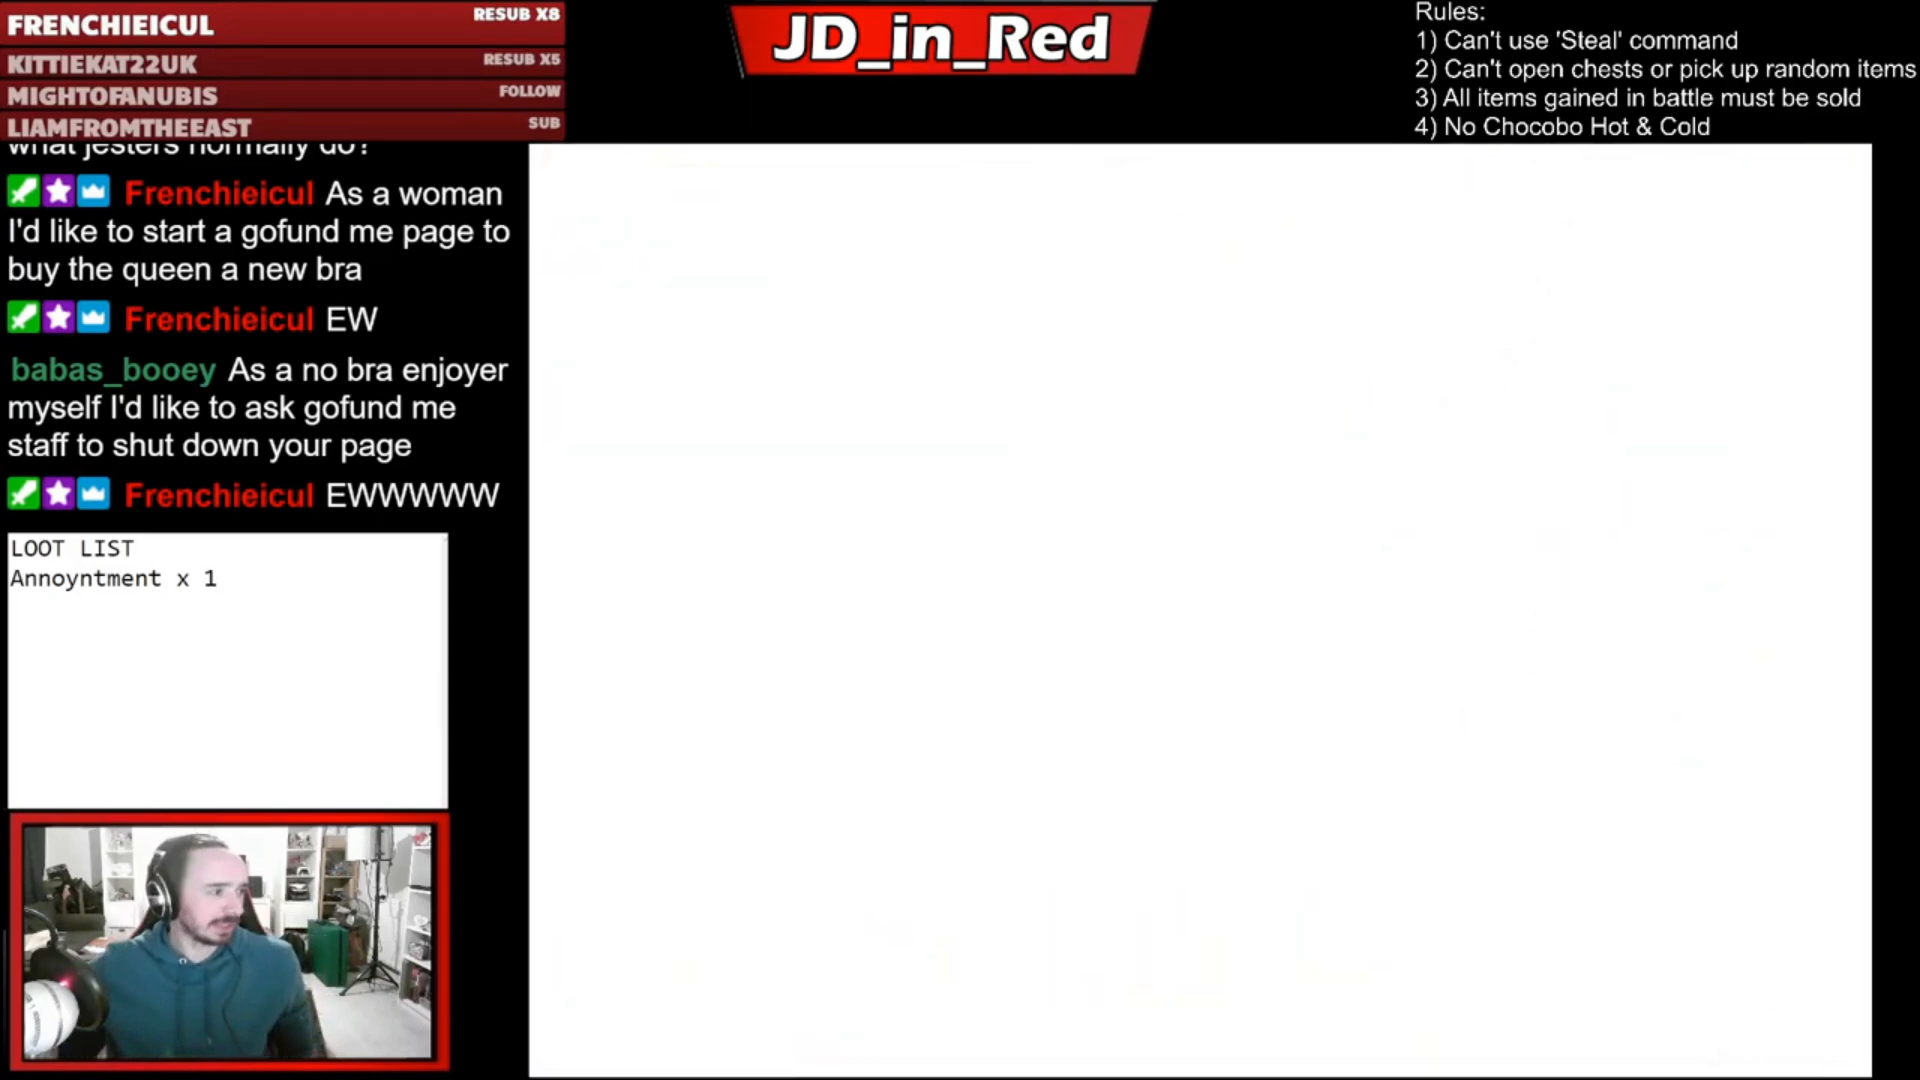 FRENCHIEICUL RESUB X8
KITTIEKAT22UK RESUB X5
MIGHTOFANUBIS FOLLOW
LIAMFROMTHEEAST SUB
JD_in_Red
Rules:
1) Can't use 'Steal' command
2) Can't open chests or pick up random items
3) All items gained in battle must be sold
4) No Chocobo Hot & Cold
what jesters normally do?
Frenchieicul As a woman
I'd like to start a gofund me page to
buy the queen a new bra
Frenchieicul EW
babas_booey As a no bra enjoyer
myself I'd like to ask gofund me
staff to shut down your page
Frenchieicul EWWWWW
LOOT LIST
Annoyntment x 1